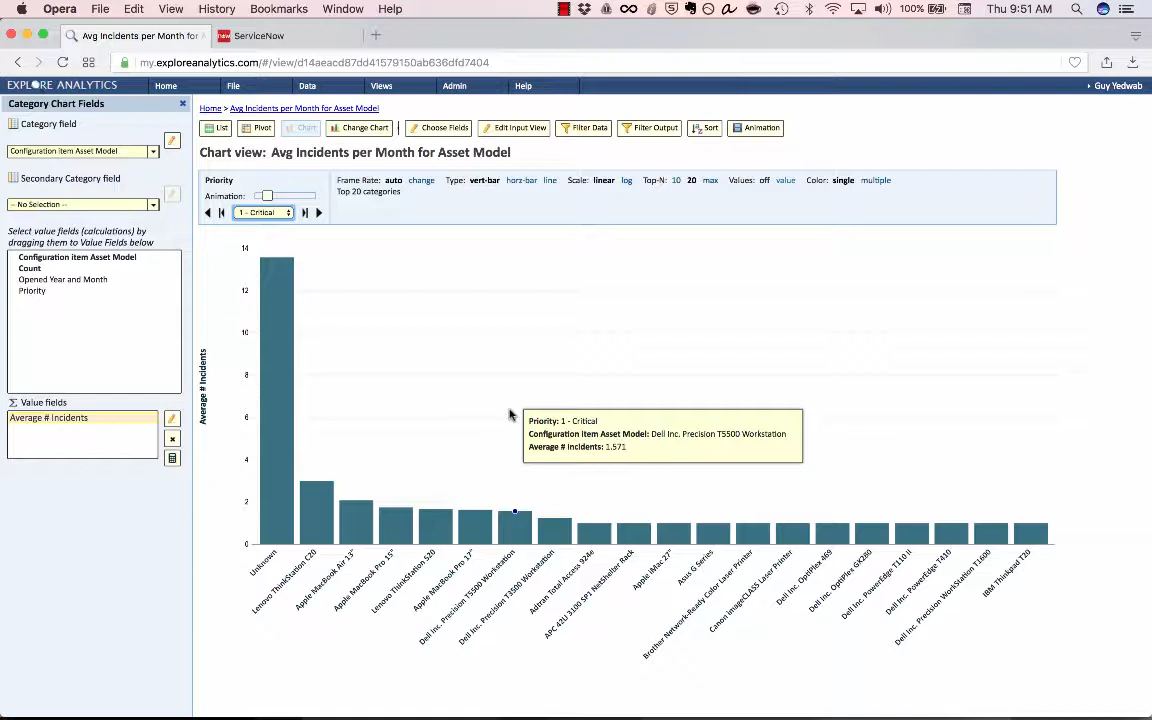 Opera File Edit View History Bookmarks Window Help 100% Thu 9:51 AM
Avg Incidents per Month for ServiceNow
my.exploreanalytics.com/#/view/d14aeacd87dd41579150ab636dfd7404
EXPLORE ANALYTICS Home File Data Views Admin Help Guy Yedwab
Category Chart Fields
Category field
Configuration item Asset Model
Secondary Category field
-- No Selection --
Select value fields (calculations) by
dragging them to Value Fields below
Configuration item Asset Model
Count
Opened Year and Month
Priority
Σ Value fields
Average # Incidents
Home > Avg Incidents per Month for Asset Model
List Pivot Chart Change Chart Choose Fields Edit Input View Filter Data Filter Output Sort Animation
Chart view: Avg Incidents per Month for Asset Model
Priority
Animation:
1 - Critical
Frame Rate: auto change Type: vert-bar horz-bar line Scale: linear log Top-N: 10 20 max Values: off value Color: single multiple
Top 20 categories
Average # Incidents
14
12
10
8
6
4
2
0
Priority: 1 - Critical
Configuration item Asset Model: Dell Inc. Precision T5500 Workstation
Average # Incidents: 1.571
Unknown
Lenovo ThinkStation C20
Apple MacBook Air 13"
Apple MacBook Pro 15"
Lenovo ThinkStation S20
Apple MacBook Pro 17"
Dell Inc. Precision T5500 Workstation
Dell Inc. Precision T3500 Workstation
Adtran Total Access 924e
APC 42U 3100 SP1 NetShelter Rack
Apple iMac 27"
Asus G Series
Brother Network-Ready Color Laser Printer
Canon imageCLASS Laser Printer
Dell Inc. OptiPlex 469
Dell Inc. OptiPlex GX280
Dell Inc. PowerEdge T110 II
Dell Inc. PowerEdge T410
Dell Inc. Precision WorkStation T1600
IBM Thinkpad T20